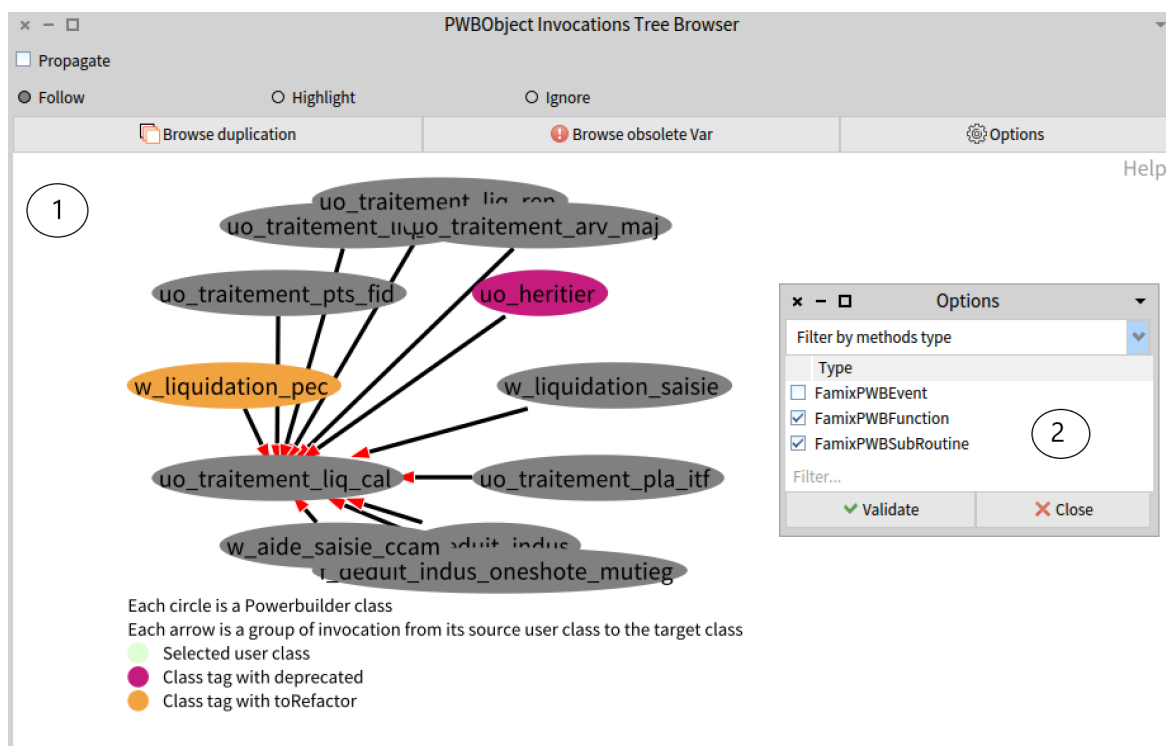 PWBObject Invocations Tree Browser
Propagate
Follow
Highlight
Ignore
Browse duplication
Browse obsolete Var
Options
Help
1
uo_traitement_liq_ren
uo_traitement_arv_maj
uo_traitement_pts_fid
uo_heritier
w_liquidation_pec
w_liquidation_saisie
uo_traitement_liq_cal
uo_traitement_pla_itf
w_aide_saisie_ccam
deduit_indus_oneshote_mutieg
Each circle is a Powerbuilder class
Each arrow is a group of invocation from its source user class to the target class
Selected user class
Class tag with deprecated
Class tag with toRefactor
Options
Filter by methods type
Type
FamixPWBEvent
FamixPWBFunction
FamixPWBSubRoutine
2
Filter...
Validate
Close